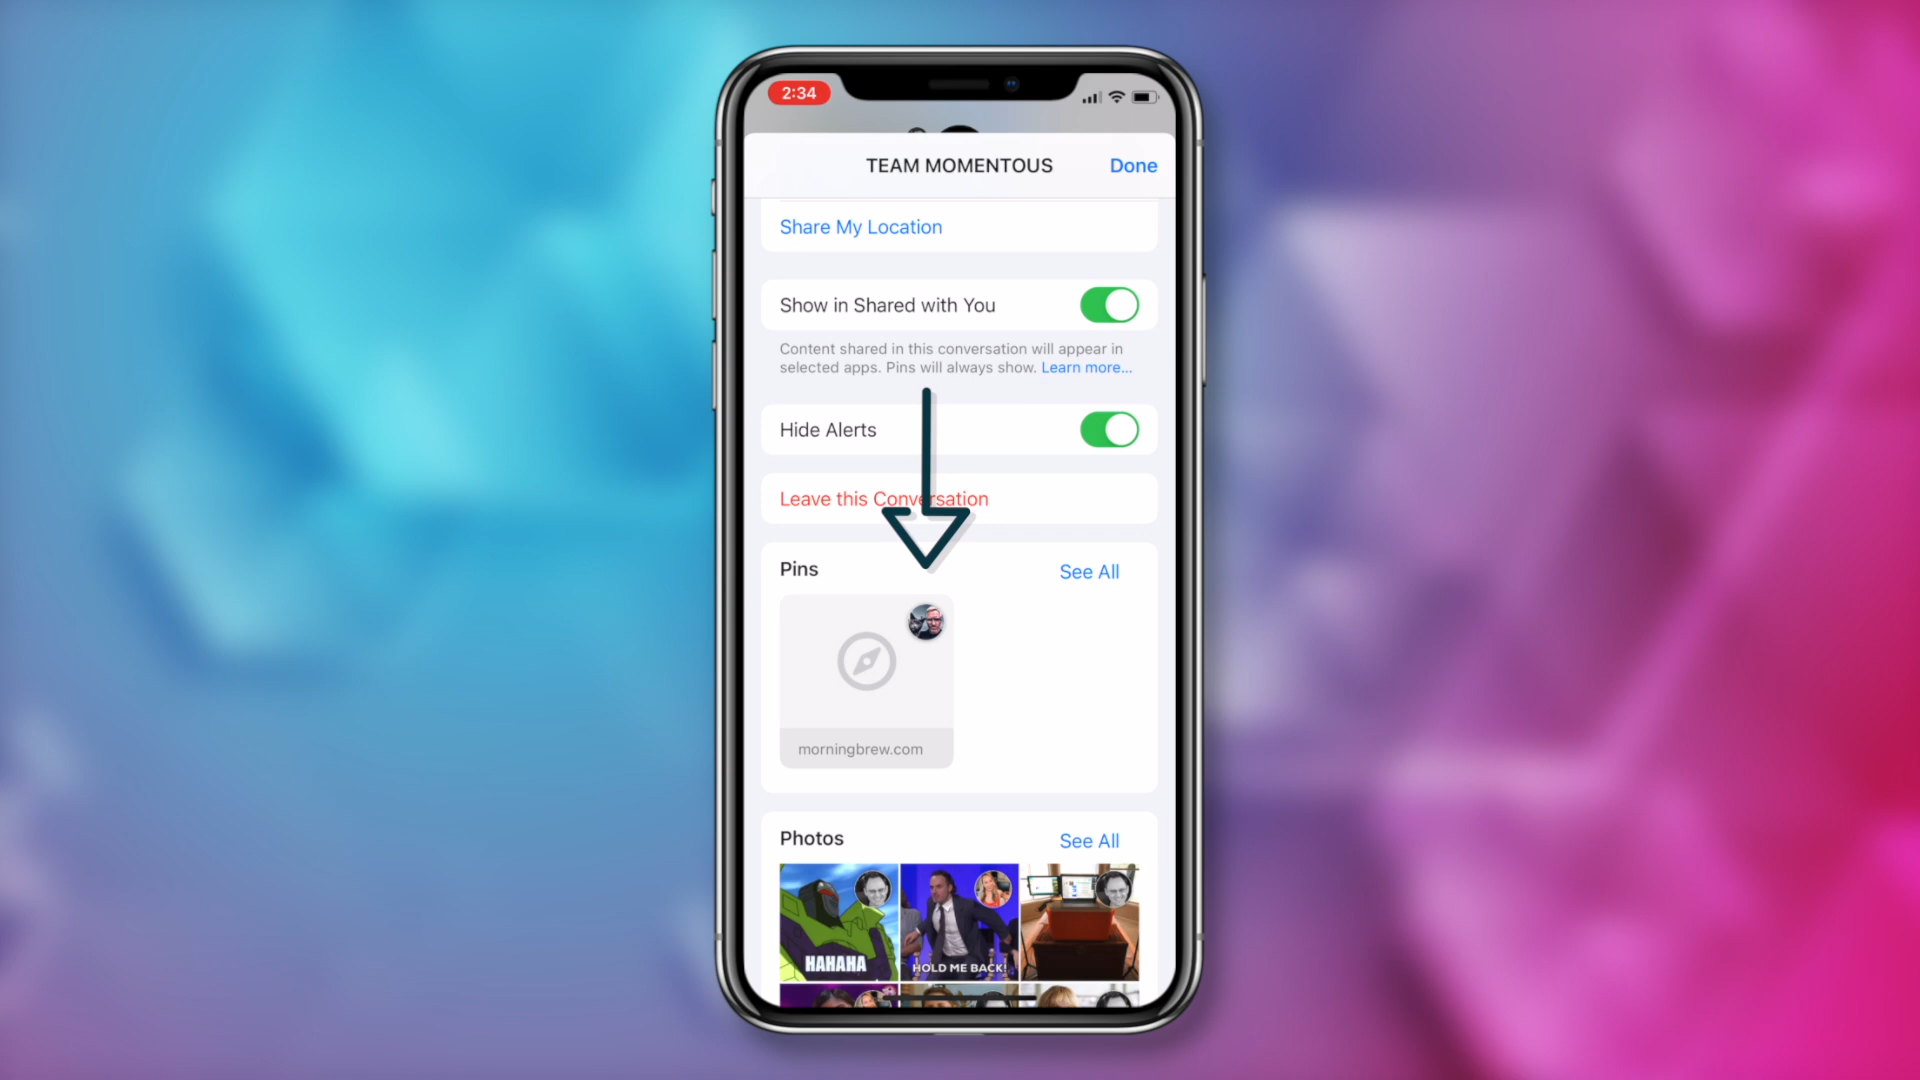 2:34
TEAM MOMENTOUS
Done
Share My Location
Show in Shared with You
Content shared in this conversation will appear in
selected apps. Pins will always show. Learn more...
Hide Alerts
Leave this Conversation
Pins
See All
morningbrew.com
Photos
See All
HAHAHA
HOLD ME BACK!